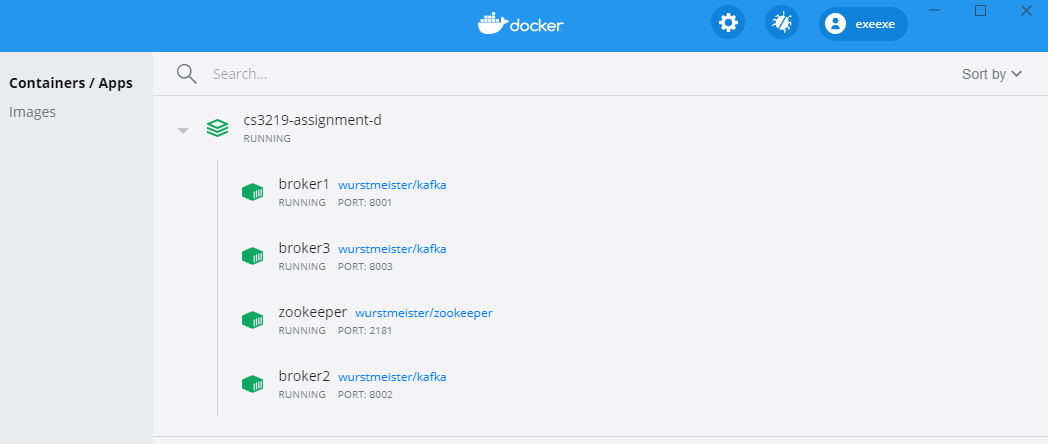 docker
exeexe
Containers / Apps
Images
Search...
Sort by
cs3219-assignment-d
RUNNING
broker1 wurstmeister/kafka
RUNNING PORT: 8001
broker3 wurstmeister/kafka
RUNNING PORT: 8003
zookeeper wurstmeister/zookeeper
RUNNING PORT: 2181
broker2 wurstmeister/kafka
RUNNING PORT: 8002